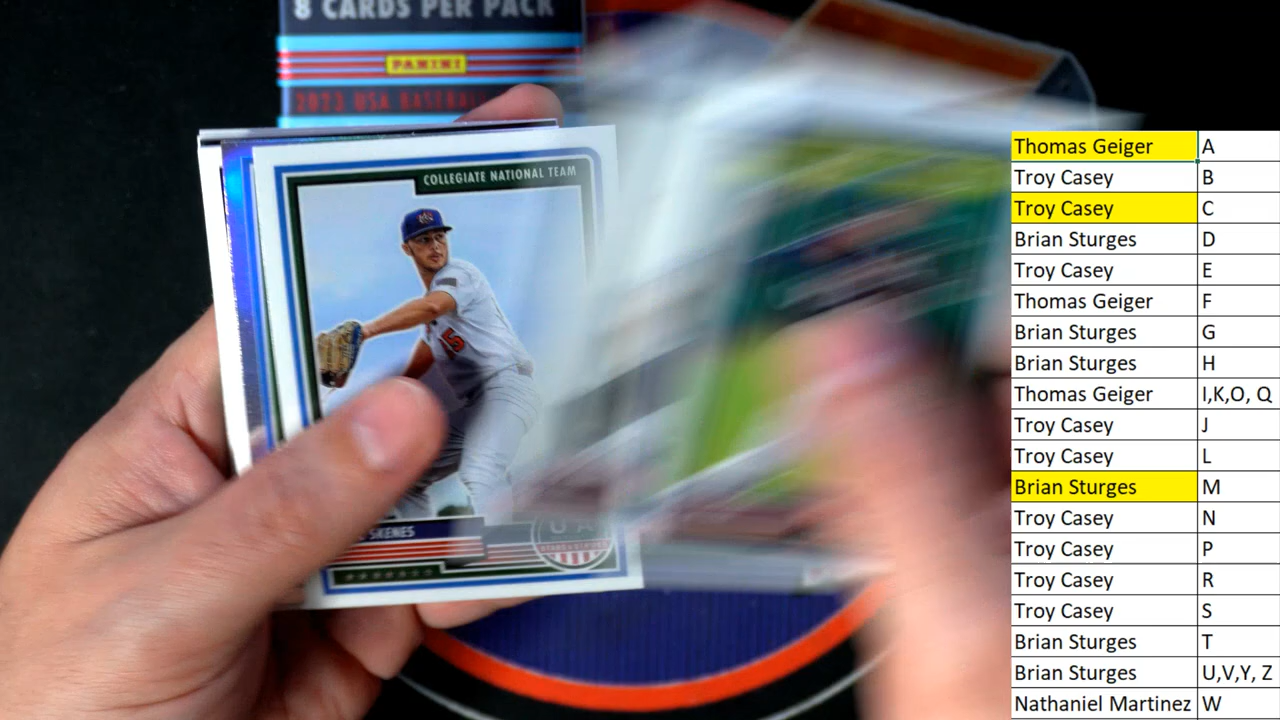 8 CARDS PER PACK
PANINI
2023 USA BASEBALL
COLLEGIATE NATIONAL TEAM
15
SKENES
Thomas Geiger A
Troy Casey B
Troy Casey C
Brian Sturges D
Troy Casey E
Thomas Geiger F
Brian Sturges G
Brian Sturges H
Thomas Geiger I,K,O, Q
Troy Casey J
Troy Casey L
Brian Sturges M
Troy Casey N
Troy Casey P
Troy Casey R
Troy Casey S
Brian Sturges T
Brian Sturges U,V,Y, Z
Nathaniel Martinez W